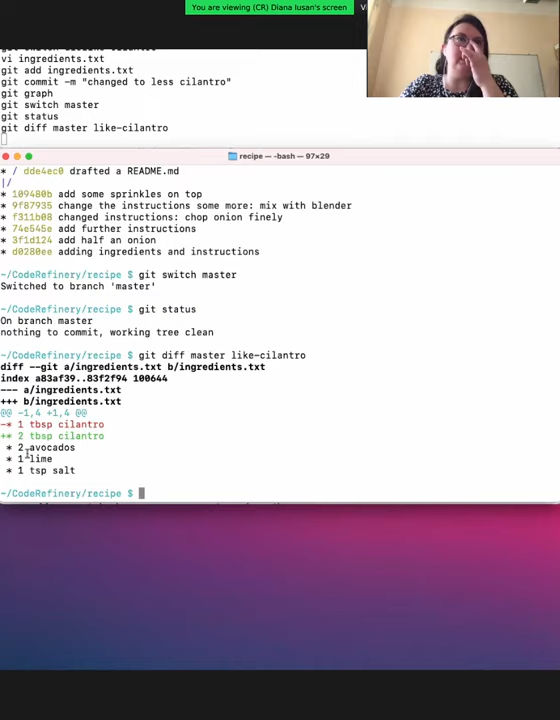 You are viewing (CR) Diana Iusan's screen
vi ingredients.txt
git add ingredients.txt
git commit -m "changed to less cilantro"
git graph
git switch master
git status
git diff master like-cilantro
recipe — -bash — 97×29
* / dde4ec0 drafted a README.md
|/
* 109480b add some sprinkles on top
* 9f87935 change the instructions some more: mix with blender
* f311b08 changed instructions: chop onion finely
* 74e545e add further instructions
* 3f1d124 add half an onion
* d0280ee adding ingredients and instructions
~/CodeRefinery/recipe $ git switch master
Switched to branch 'master'
~/CodeRefinery/recipe $ git status
On branch master
nothing to commit, working tree clean
~/CodeRefinery/recipe $ git diff master like-cilantro
diff --git a/ingredients.txt b/ingredients.txt
index a83af39..83f2f94 100644
--- a/ingredients.txt
+++ b/ingredients.txt
@@ -1,4 +1,4 @@
-* 1 tbsp cilantro
+* 2 tbsp cilantro
* 2 avocados
* 1 lime
* 1 tsp salt
~/CodeRefinery/recipe $